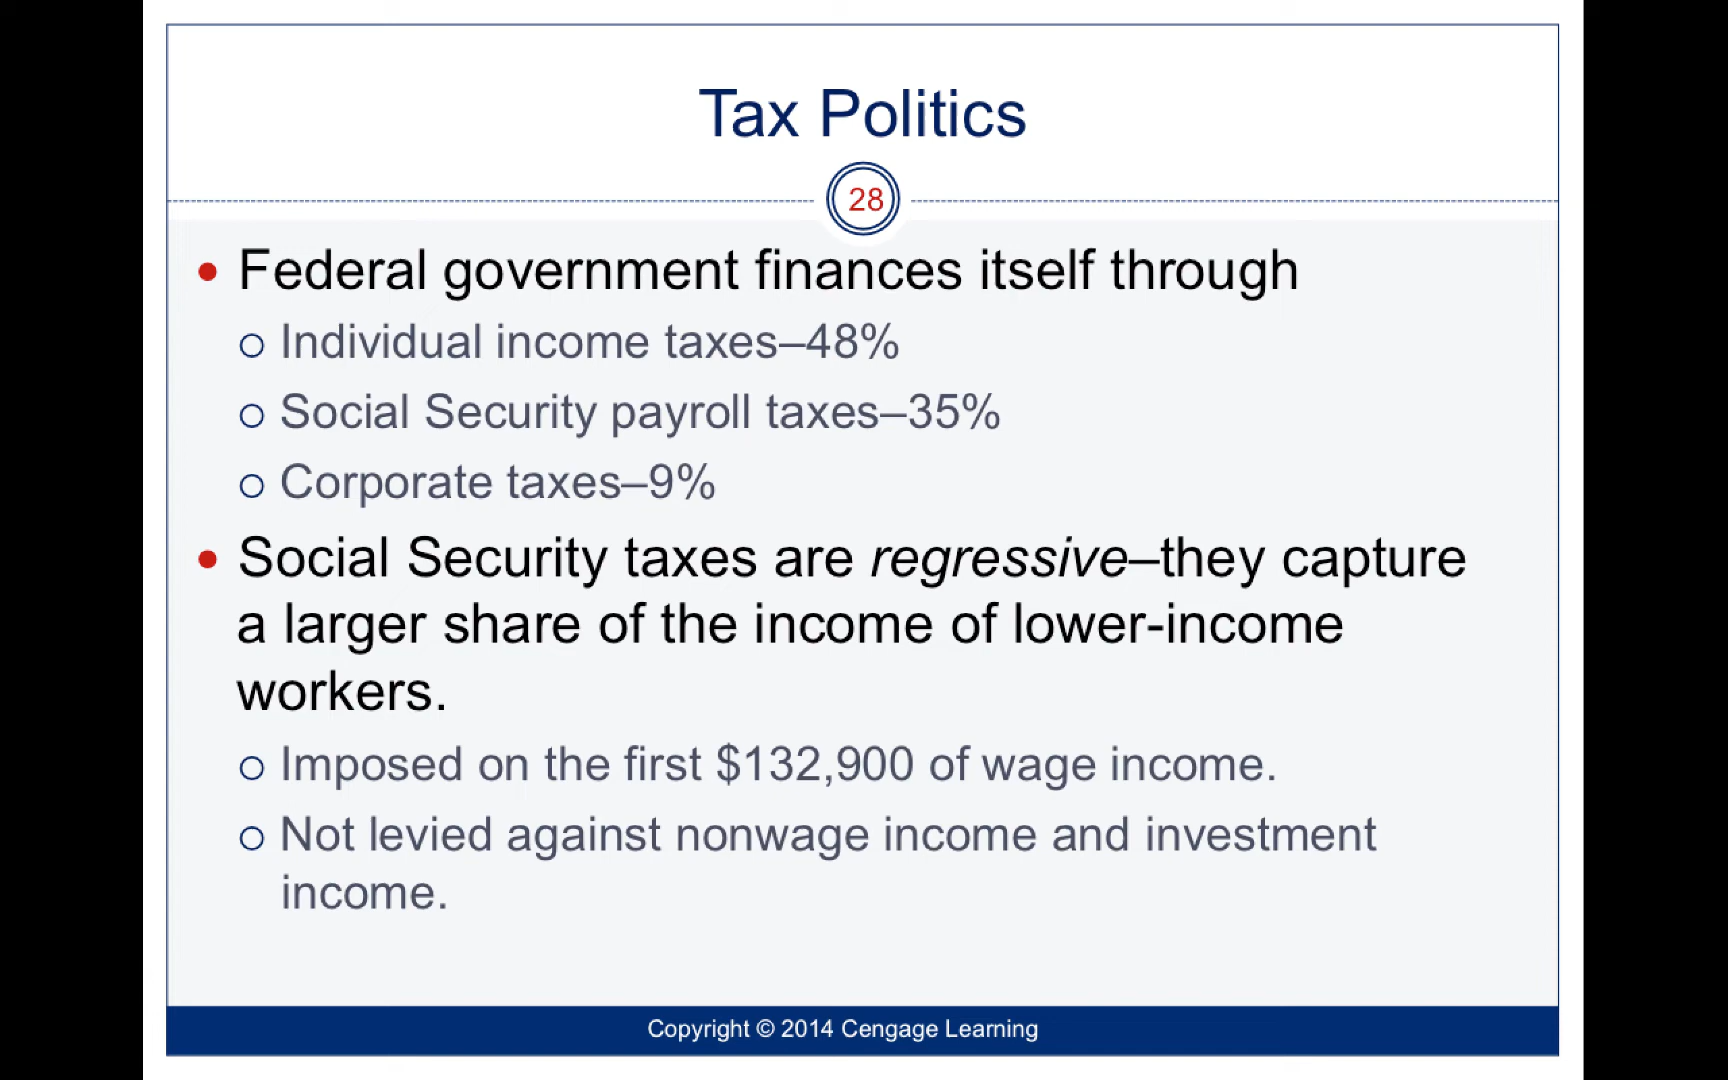 Tax Politics
28
• Federal government finances itself through
○ Individual income taxes–48%
○ Social Security payroll taxes–35%
○ Corporate taxes–9%
• Social Security taxes are regressive–they capture
a larger share of the income of lower-income
workers.
○ Imposed on the first $132,900 of wage income.
○ Not levied against nonwage income and investment
income.
Copyright © 2014 Cengage Learning